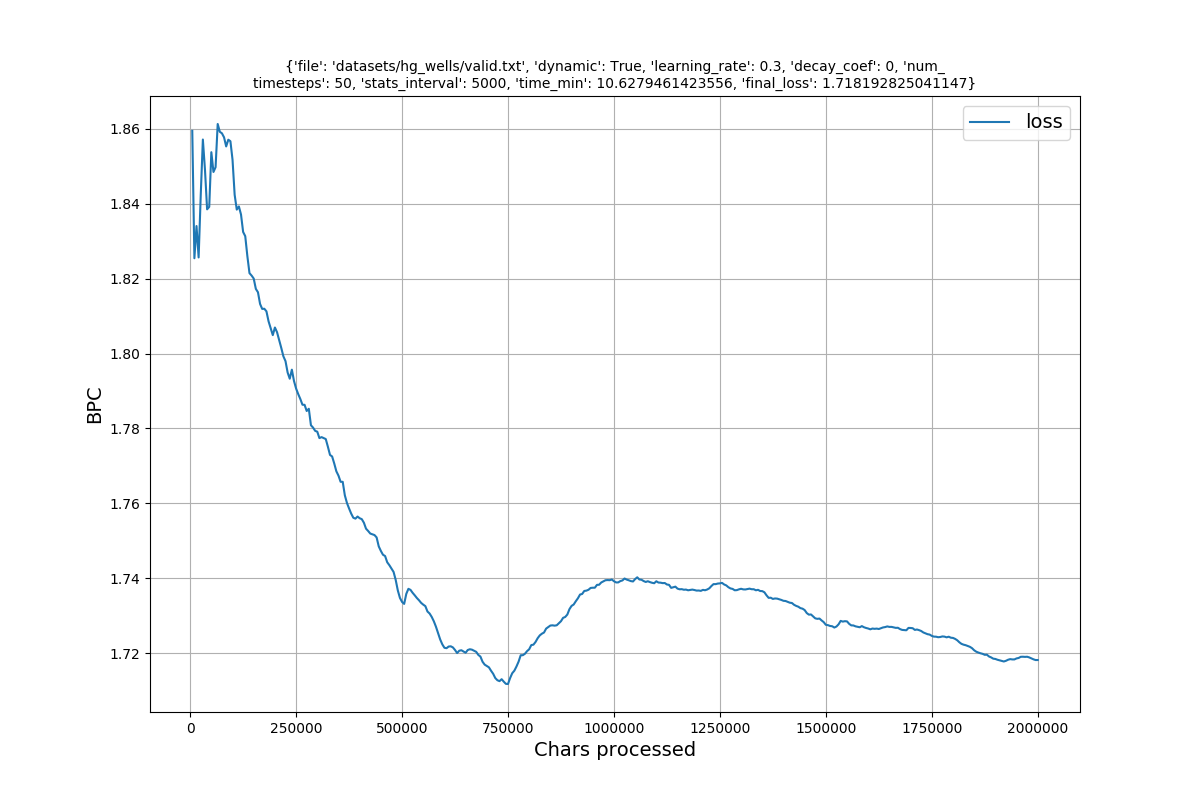 {'file': 'datasets/hg_wells/valid.txt', 'dynamic': True, 'learning_rate': 0.3, 'decay_coef': 0, 'num_
timesteps': 50, 'stats_interval': 5000, 'time_min': 10.6279461423556, 'final_loss': 1.718192825041147}
loss
1.86
1.84
1.82
1.80
1.78
1.76
1.74
1.72
BPC
0 250000 500000 750000 1000000 1250000 1500000 1750000 2000000
Chars processed